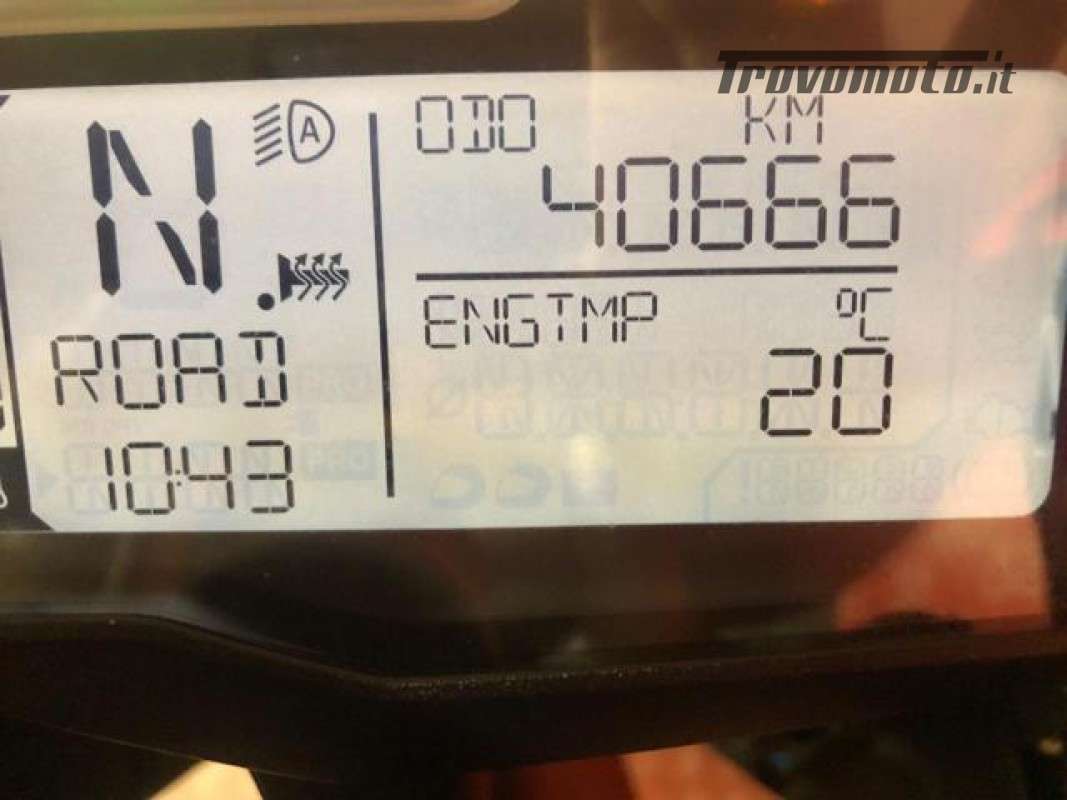 Trovomoto.it
N A
ODO KM
40666
ENGTMP °C
20
ROAD
10:43